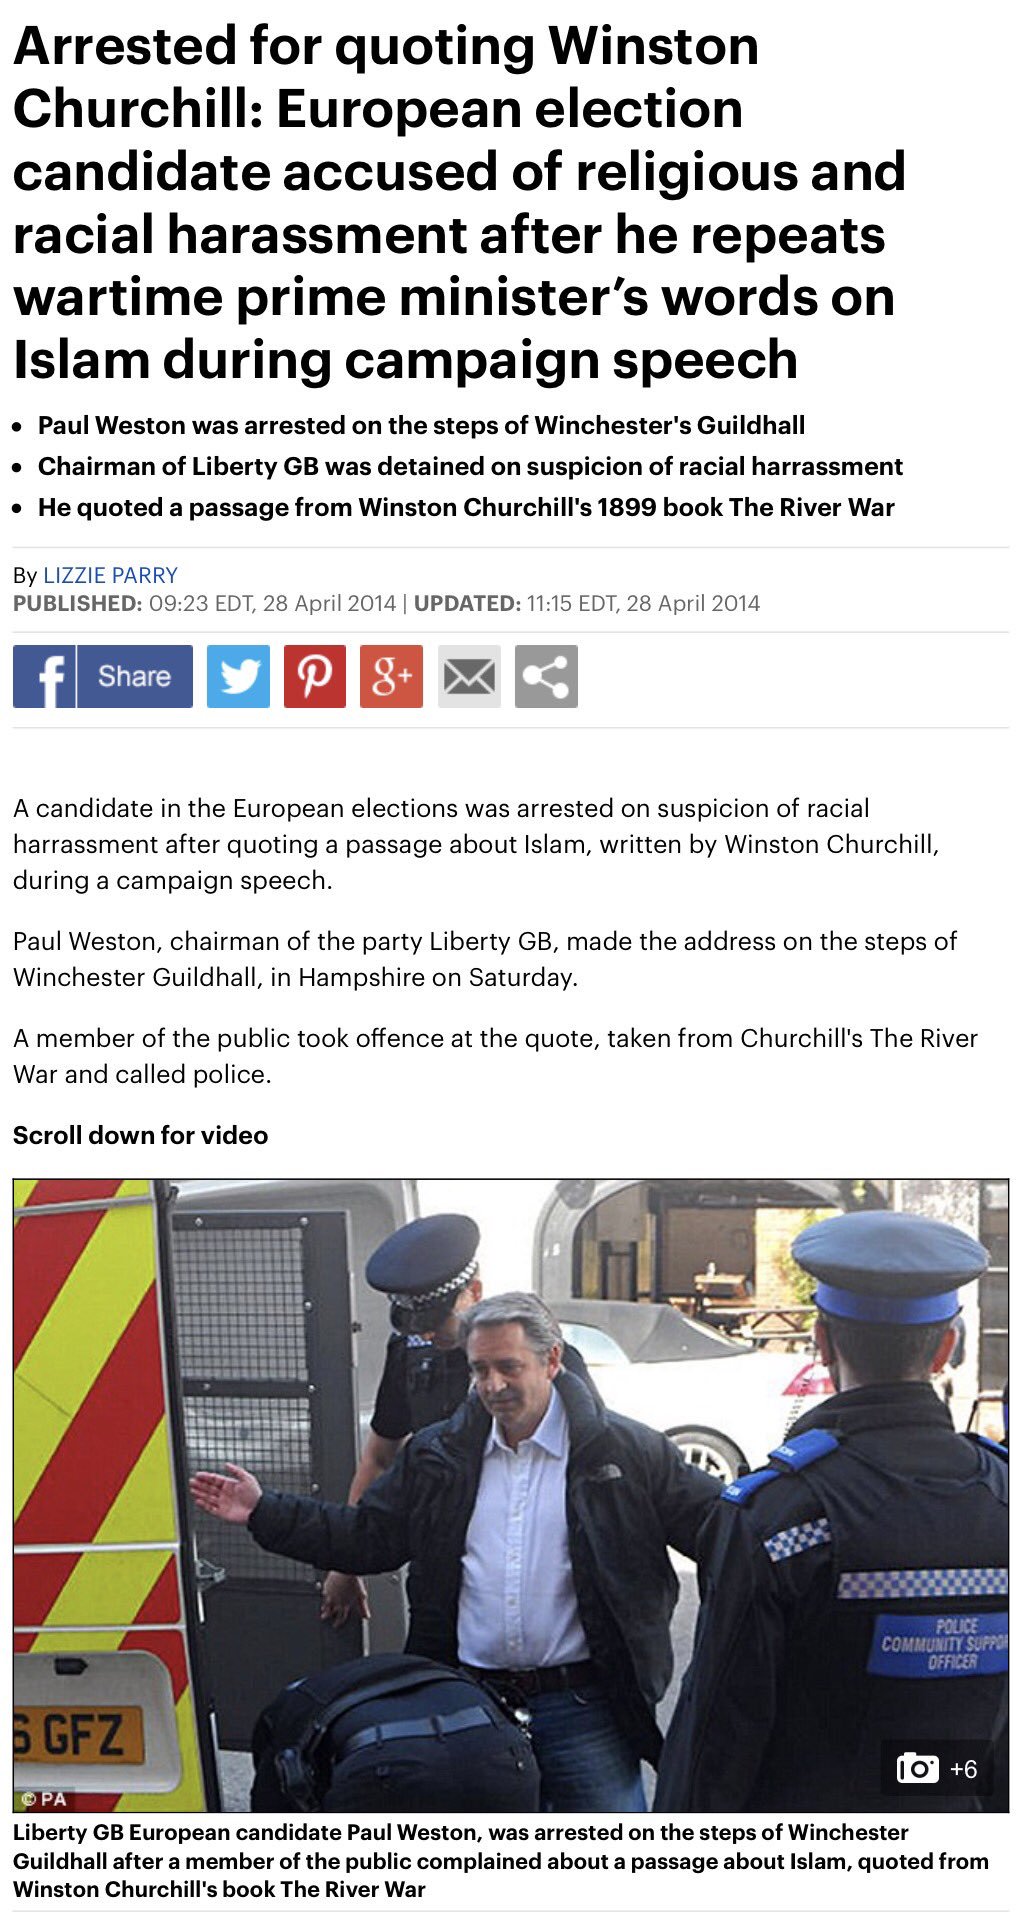 Arrested for quoting Winston
Churchill: European election
candidate accused of religious and
racial harassment after he repeats
wartime prime minister’s words on
Islam during campaign speech
• Paul Weston was arrested on the steps of Winchester's Guildhall
• Chairman of Liberty GB was detained on suspicion of racial harrassment
• He quoted a passage from Winston Churchill's 1899 book The River War
By LIZZIE PARRY
PUBLISHED: 09:23 EDT, 28 April 2014 | UPDATED: 11:15 EDT, 28 April 2014
f Share g+
A candidate in the European elections was arrested on suspicion of racial
harrassment after quoting a passage about Islam, written by Winston Churchill,
during a campaign speech.
Paul Weston, chairman of the party Liberty GB, made the address on the steps of
Winchester Guildhall, in Hampshire on Saturday.
A member of the public took offence at the quote, taken from Churchill's The River
War and called police.
Scroll down for video
POLICE
COMMUNITY SUPPOR
OFFICER
6 GFZ
+6
© PA
Liberty GB European candidate Paul Weston, was arrested on the steps of Winchester
Guildhall after a member of the public complained about a passage about Islam, quoted from
Winston Churchill's book The River War